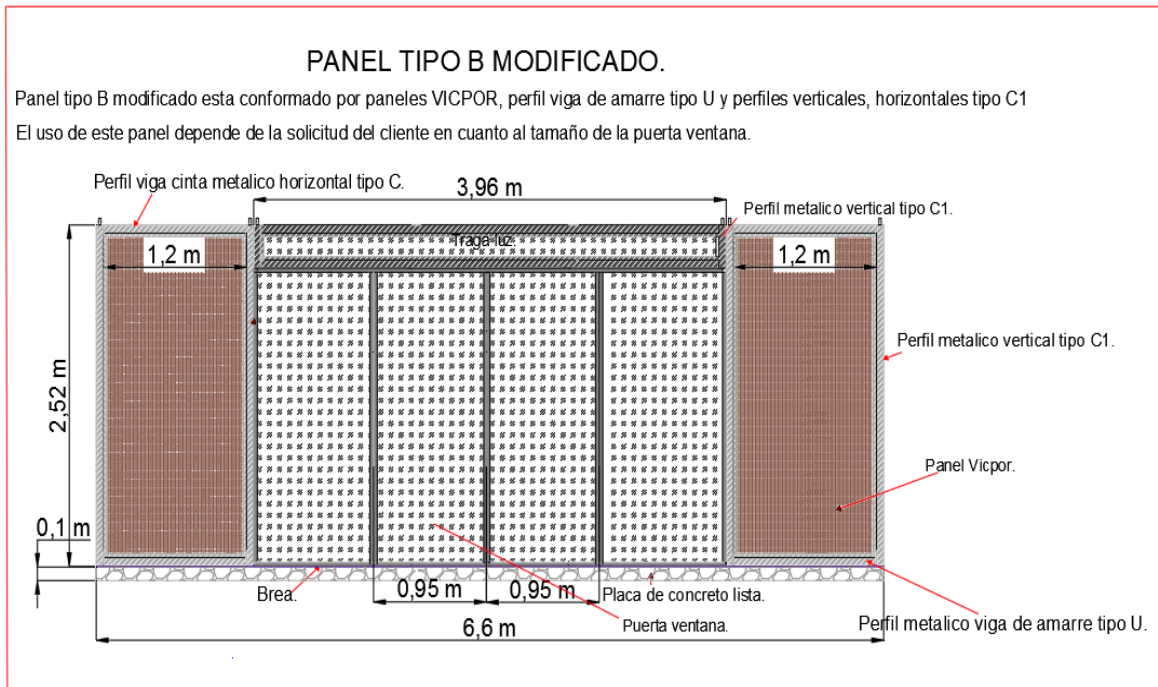 PANEL TIPO B MODIFICADO.
Panel tipo B modificado esta conformado por paneles VICPOR, perfil viga de amarre tipo U y perfiles verticales, horizontales tipo C1
El uso de este panel depende de la solicitud del cliente en cuanto al tamaño de la puerta ventana.
Perfil viga cinta metalico horizontal tipo C.
3,96 m
Perfil metalico vertical tipo C1.
Traga luz.
1,2 m
1,2 m
Perfil metalico vertical tipo C1.
2,52 m
Panel Vicpor.
0,1 m
Brea.
0,95 m
0,95 m
Placa de concreto lista.
Puerta ventana.
Perfil metalico viga de amarre tipo U.
6,6 m